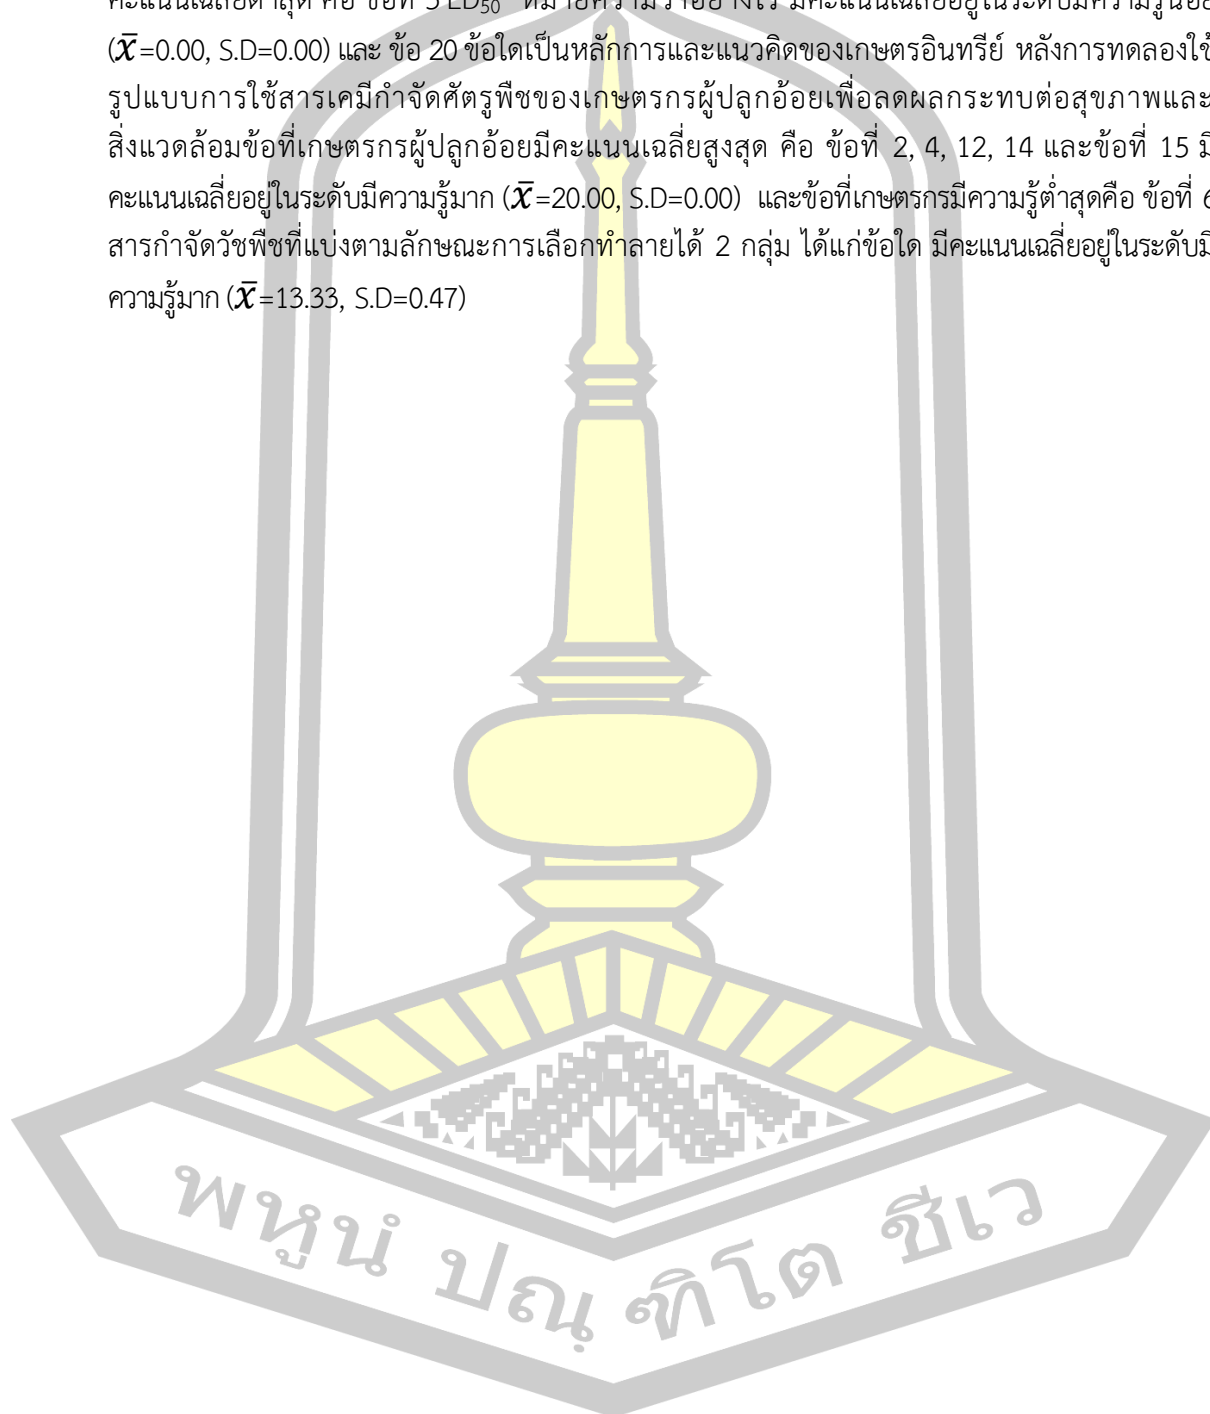 คะแนนเฉลี่ยต่ำสุด คือ ข้อที่ 5 LD50 หมายความว่าอย่างไร มีคะแนนเฉลี่ยอยู่ในระดับมีความรู้น้อย
(x̄=0.00, S.D=0.00) และ ข้อ 20 ข้อใดเป็นหลักการและแนวคิดของเกษตรอินทรีย์ หลังการทดลองใช้
รูปแบบการใช้สารเคมีกำจัดศัตรูพืชของเกษตรกรผู้ปลูกอ้อยเพื่อลดผลกระทบต่อสุขภาพและ
สิ่งแวดล้อมข้อที่เกษตรกรผู้ปลูกอ้อยมีคะแนนเฉลี่ยสูงสุด คือ ข้อที่ 2, 4, 12, 14 และข้อที่ 15 มี
คะแนนเฉลี่ยอยู่ในระดับมีความรู้มาก (x̄=20.00, S.D=0.00) และข้อที่เกษตรกรมีความรู้ต่ำสุดคือ ข้อที่ 6
สารกำจัดวัชพืชที่แบ่งตามลักษณะการเลือกทำลายได้ 2 กลุ่ม ได้แก่ข้อใด มีคะแนนเฉลี่ยอยู่ในระดับมี
ความรู้มาก (x̄=13.33, S.D=0.47)
พหูนํ ปณฺฑิโต ชีเว